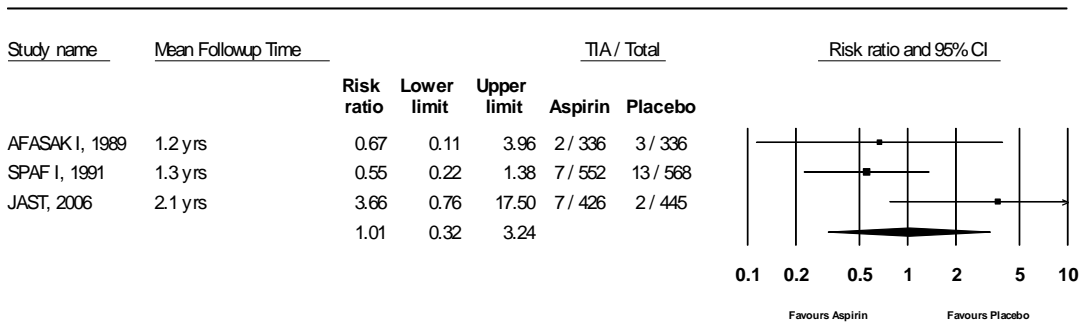 Study name Mean Followup Time TIA / Total Risk ratio and 95% CI
Risk ratio Lower limit Upper limit Aspirin Placebo
AFASAK I, 1989 1.2 yrs 0.67 0.11 3.96 2 / 336 3 / 336
SPAF I, 1991 1.3 yrs 0.55 0.22 1.38 7 / 552 13 / 568
JAST, 2006 2.1 yrs 3.66 0.76 17.50 7 / 426 2 / 445
1.01 0.32 3.24
0.1 0.2 0.5 1 2 5 10
Favours Aspirin Favours Placebo